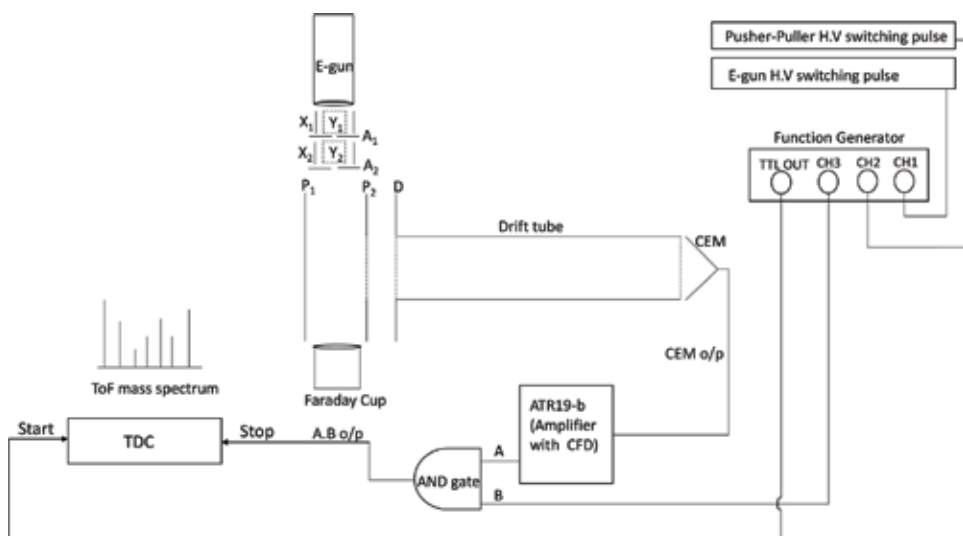 Pusher-Puller H.V switching pulse
E-gun H.V switching pulse
E-gun
X₁ Y₁ A₁
X₂ Y₂ A₂
P₁ P₂ D
Function Generator
TTL OUT CH3 CH2 CH1
Drift tube
CEM
CEM o/p
ToF mass spectrum
Faraday Cup
ATR19-b
(Amplifier
with CFD)
Start
TDC
Stop
A.B o/p
AND gate
A
B